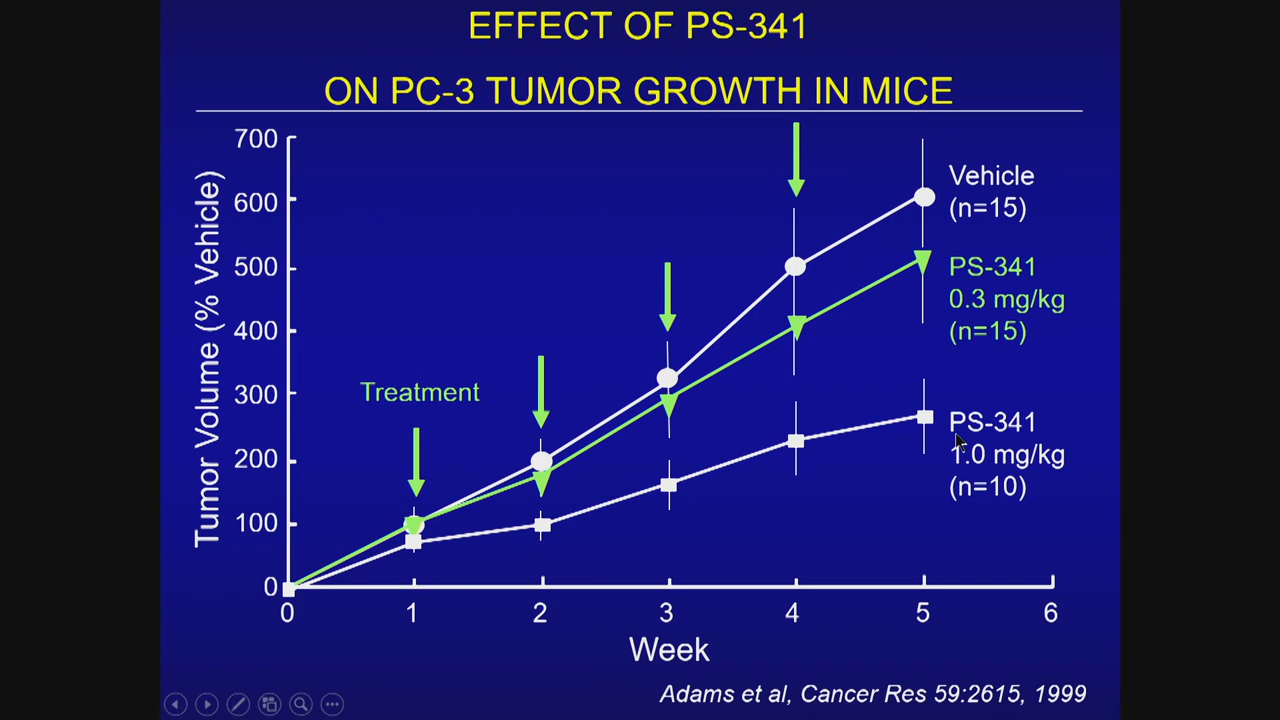 EFFECT OF PS-341
ON PC-3 TUMOR GROWTH IN MICE
Tumor Volume (% Vehicle)
700
600
500
400
300
200
100
0
Treatment
Vehicle
(n=15)
PS-341
0.3 mg/kg
(n=15)
PS-341
1.0 mg/kg
(n=10)
0 1 2 3 4 5 6
Week
Adams et al, Cancer Res 59:2615, 1999